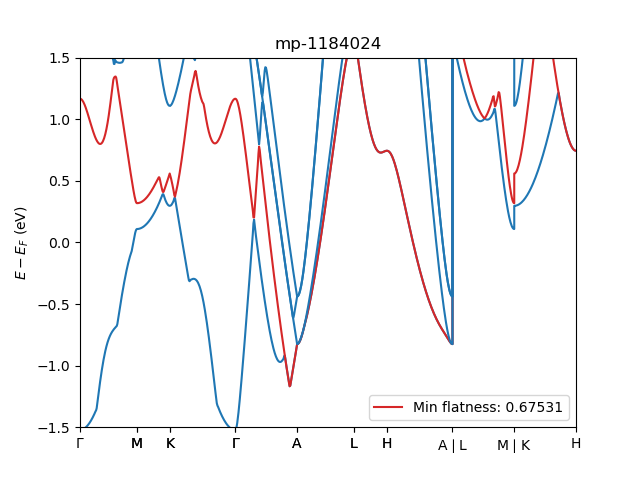 mp-1184024
E − E_F (eV)
1.5
1.0
0.5
0.0
−0.5
−1.0
−1.5
Γ M K Γ A L H A | L M | K H
Min flatness: 0.67531